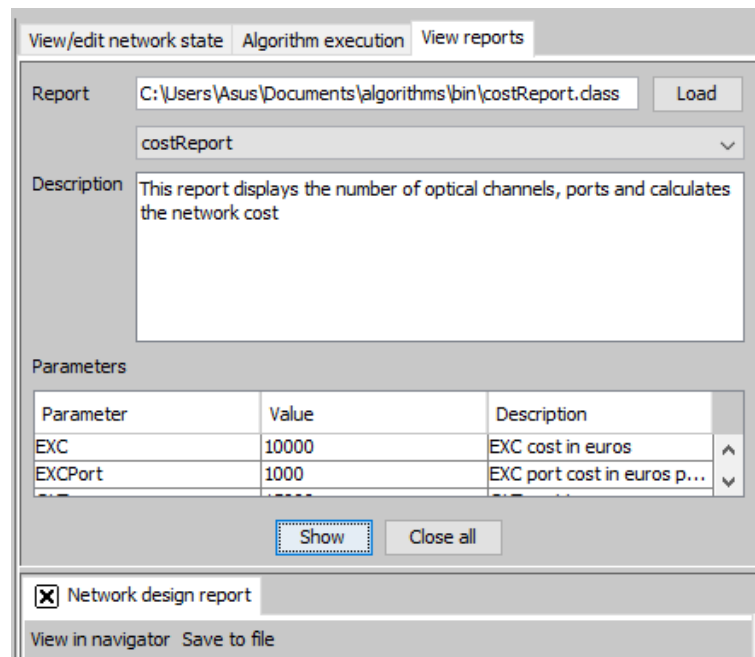 View/edit network state Algorithm execution View reports
Report C:\Users\Asus\Documents\algorithms\bin\costReport.class Load
costReport
Description This report displays the number of optical channels, ports and calculates
the network cost
Parameters
Parameter Value Description
EXC 10000 EXC cost in euros
EXCPort 1000 EXC port cost in euros p...
Show Close all
Network design report
View in navigator Save to file